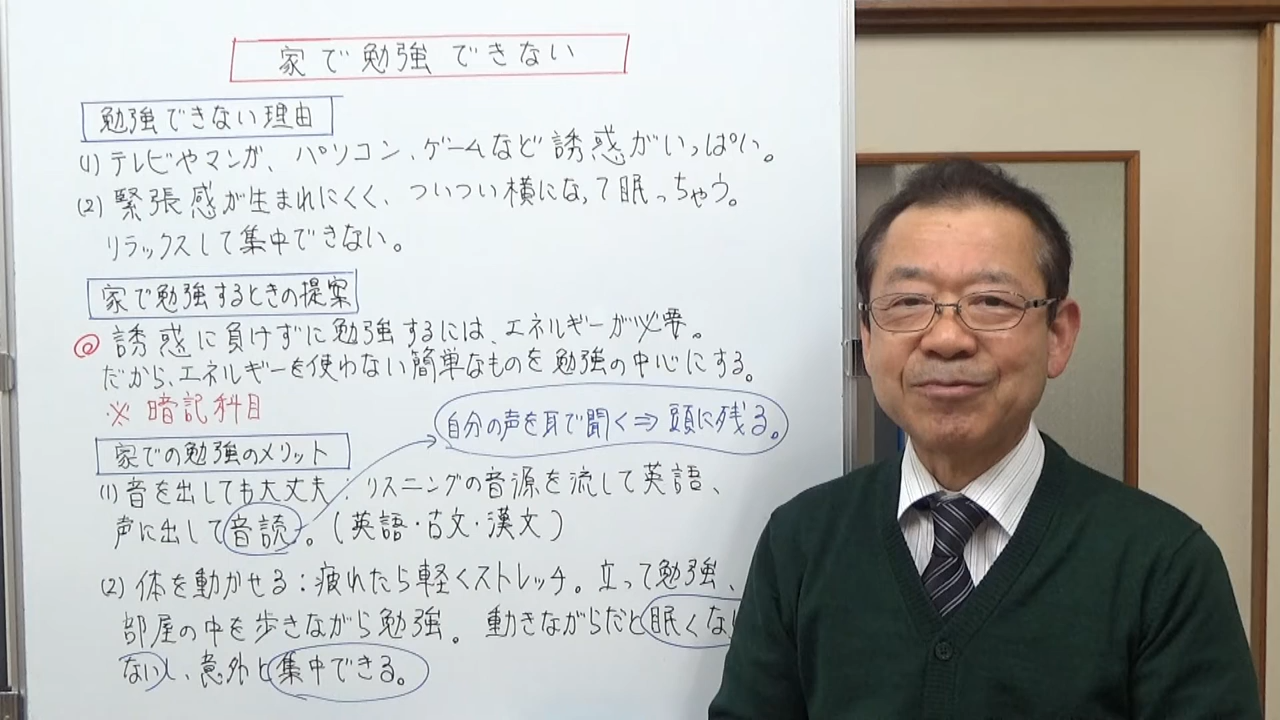 家で勉強できない
勉強できない理由
(1) テレビやマンガ、パソコン、ゲームなど誘惑がいっぱい。
(2) 緊張感が生まれにくく、ついつい横になって眠っちゃう。
リラックスして集中できない。
家で勉強するときの提案
◎ 誘惑に負けずに勉強するには、エネルギーが必要。
だから、エネルギーを使わない簡単なものを勉強の中心にする。
※ 暗記科目
自分の声を耳で聞く⇒頭に残る。
家での勉強のメリット
(1) 音を出しても大丈夫：リスニングの音源を流して英語、
声に出して音読。(英語・古文・漢文)
(2) 体を動かせる：疲れたら軽くストレッチ。立って勉強、
部屋の中を歩きながら勉強。動きながらだと眠くなら
ないし、意外と集中できる。